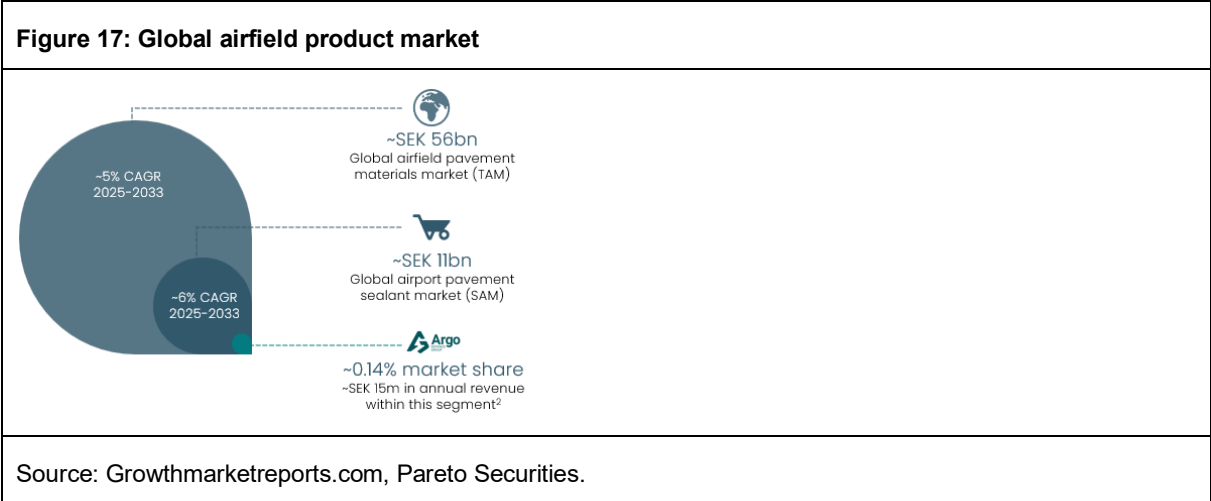 Figure 17: Global airfield product market
~SEK 56bn
Global airfield pavement
materials market (TAM)
~5% CAGR
2025-2033
~SEK 11bn
Global airport pavement
sealant market (SAM)
~6% CAGR
2025-2033
Argo
~0.14% market share
~SEK 15m in annual revenue
within this segment²
Source: Growthmarketreports.com, Pareto Securities.